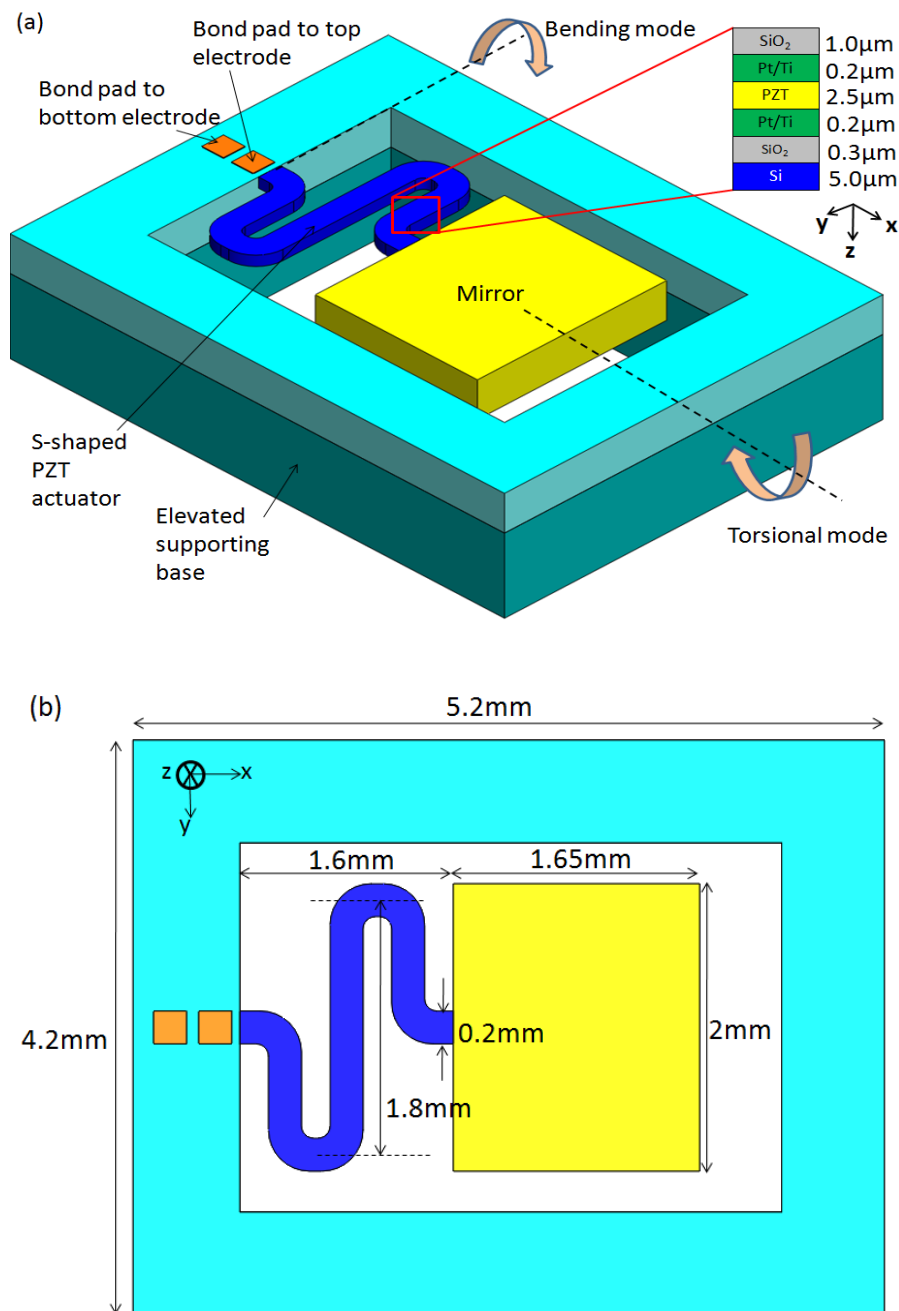 (a)
Bond pad to top
electrode
Bond pad to
bottom electrode
Bending mode
SiO₂ 1.0µm
Pt/Ti 0.2µm
PZT 2.5µm
Pt/Ti 0.2µm
SiO₂ 0.3µm
Si 5.0µm
y x
z
Mirror
S-shaped
PZT
actuator
Elevated
supporting
base
Torsional mode
(b)
5.2mm
z x
y
1.6mm 1.65mm
4.2mm
0.2mm
2mm
1.8mm